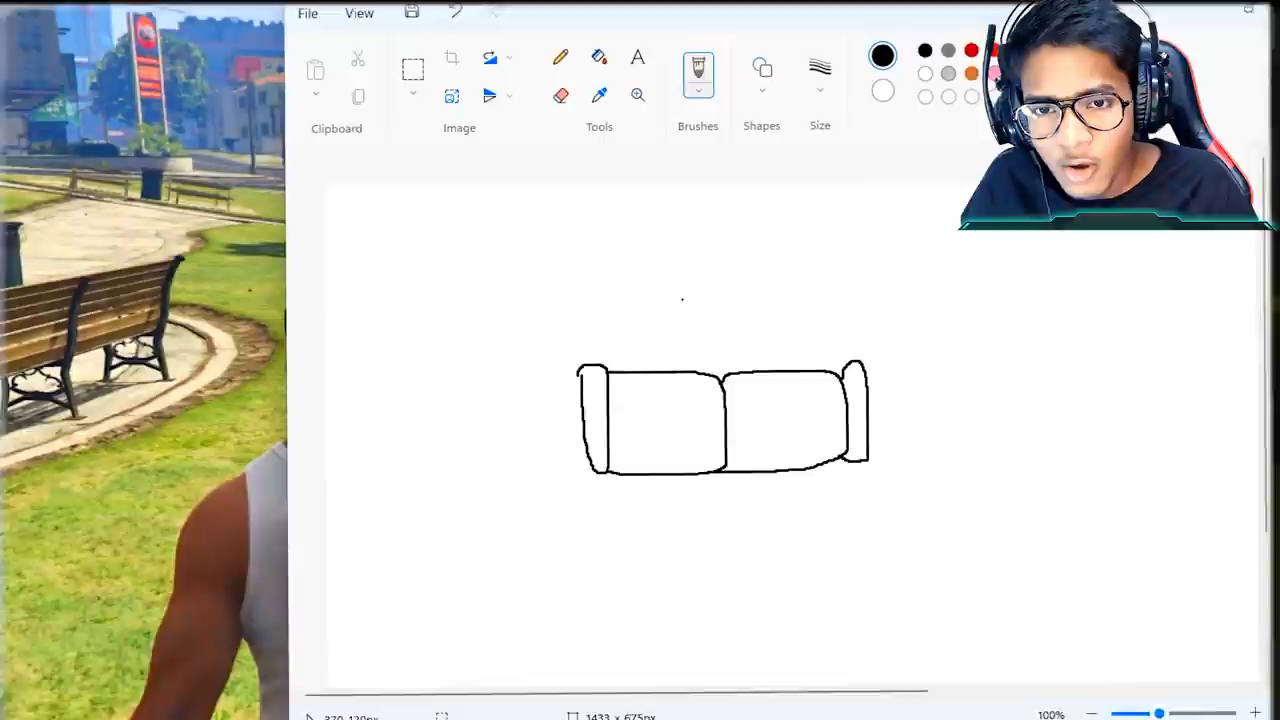 File View
Clipboard
Image
Tools
Brushes
Shapes
Size
A
1433 × 675px
100%